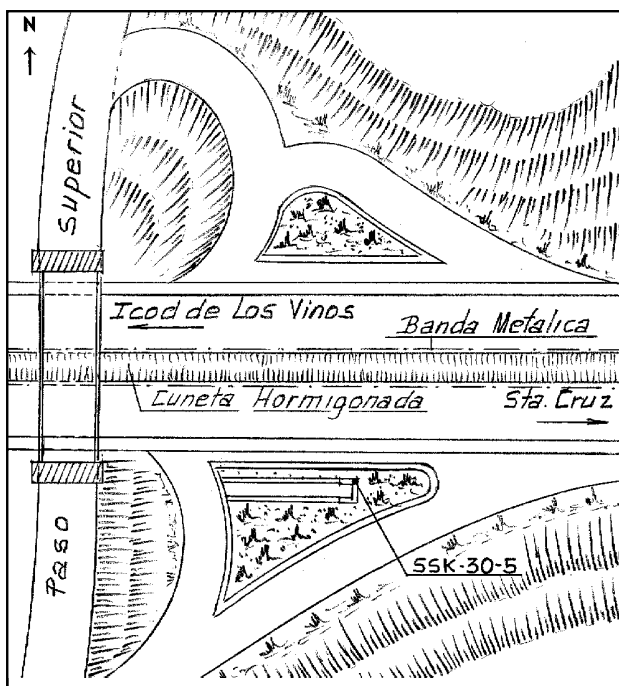 N
Superior
Icod de Los Vinos
Banda Metalica
Cuneta Hormigonada
Sta. Cruz
Paso
SSK-30-5